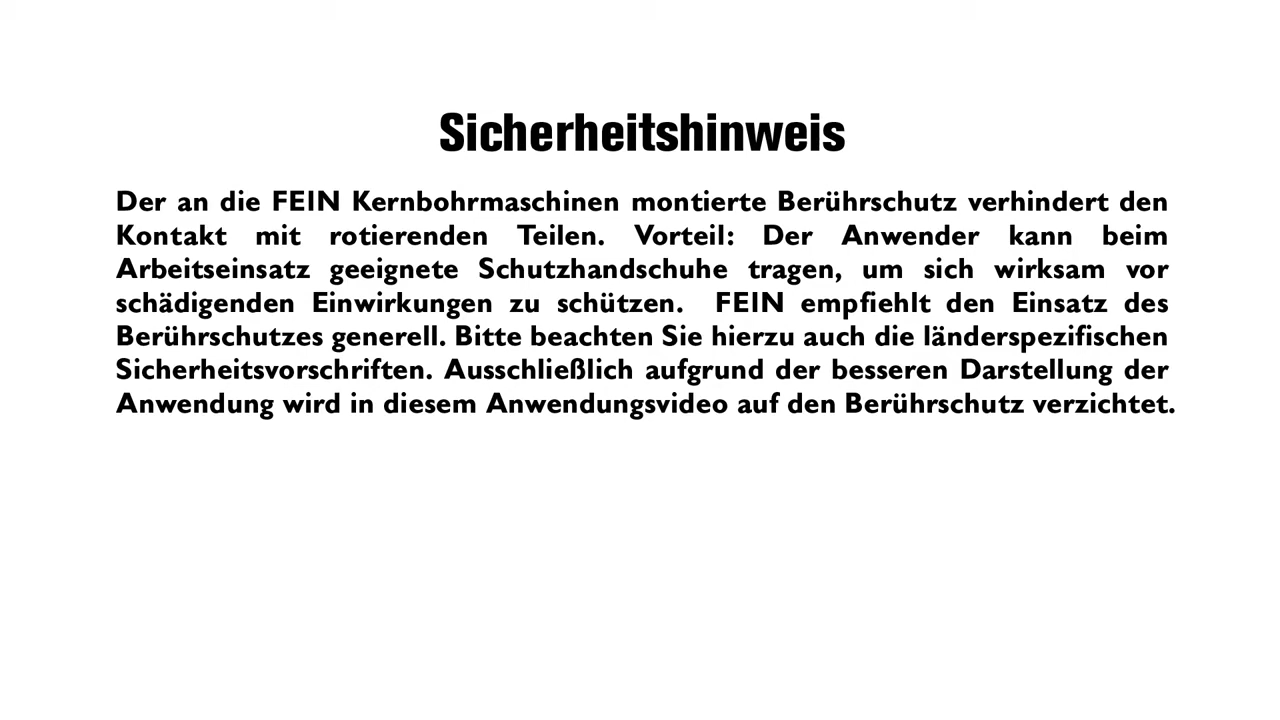 Sicherheitshinweis
Der an die FEIN Kernbohrmaschinen montierte Berührschutz verhindert den
Kontakt mit rotierenden Teilen. Vorteil: Der Anwender kann beim
Arbeitseinsatz geeignete Schutzhandschuhe tragen, um sich wirksam vor
schädigenden Einwirkungen zu schützen.  FEIN empfiehlt den Einsatz des
Berührschutzes generell. Bitte beachten Sie hierzu auch die länderspezifischen
Sicherheitsvorschriften. Ausschließlich aufgrund der besseren Darstellung der
Anwendung wird in diesem Anwendungsvideo auf den Berührschutz verzichtet.